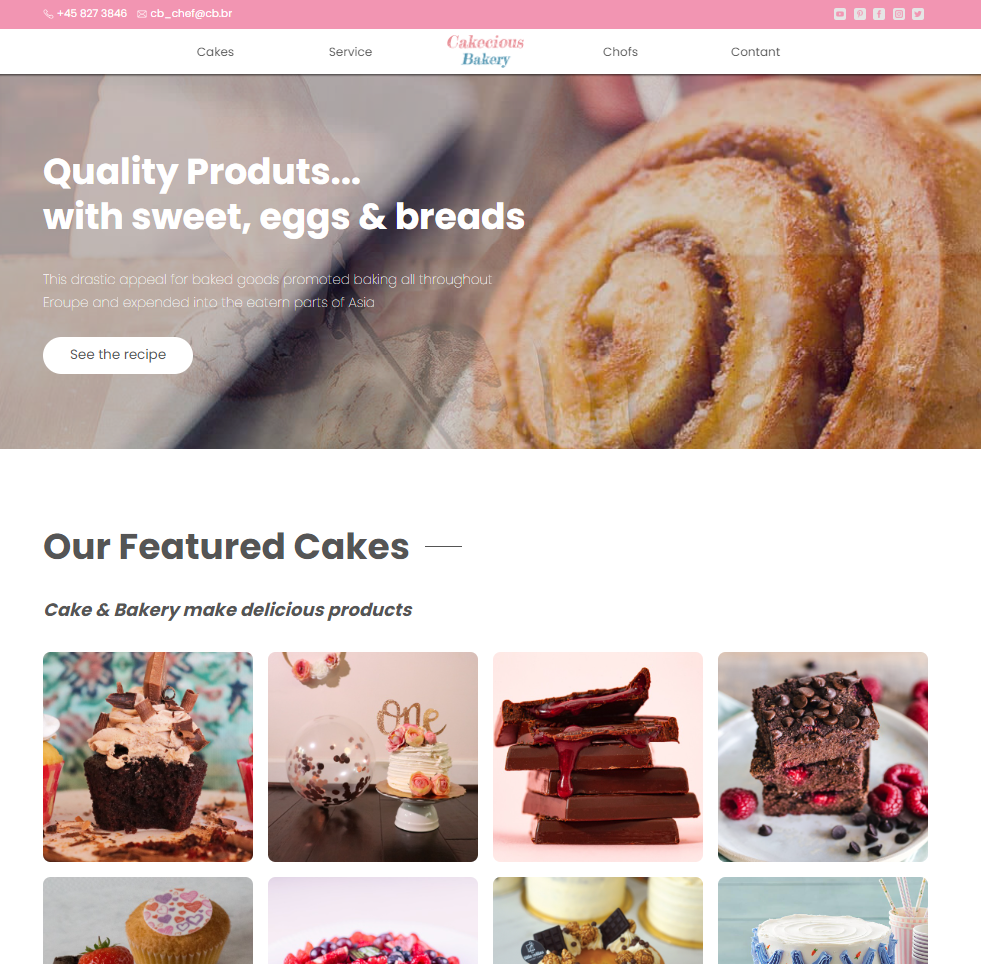 +45 827 3846 cb_chef@cb.br
Cakes Service Cakecious Chofs Contant
Bakery
Quality Produts...
with sweet, eggs & breads
This drastic appeal for baked goods promoted baking all throughout
Eroupe and expended into the eatern parts of Asia
See the recipe
Our Featured Cakes
Cake & Bakery make delicious products
one